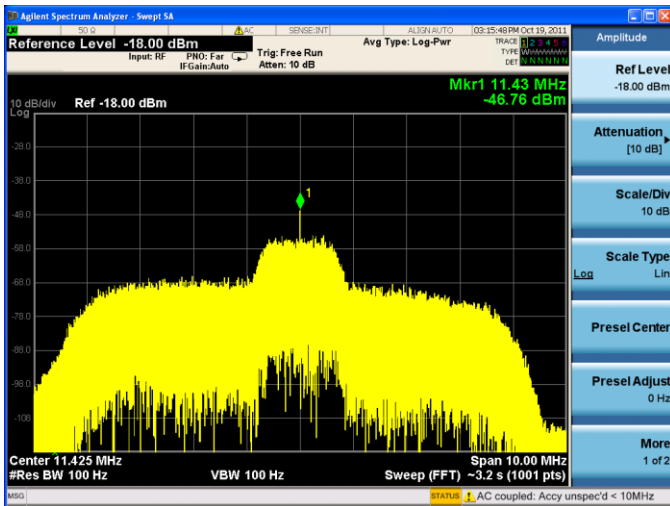 Agilent Spectrum Analyzer - Swept SA
50 Ω AC SENSE:INT ALIGN AUTO 03:15:48 PM Oct 19, 2011
Reference Level -18.00 dBm
Input: RF PNO: Far Trig: Free Run
IFGain:Auto Atten: 10 dB
Avg Type: Log-Pwr
TRACE 1 2 3 4 5 6
TYPE
DET N N N N N N
Mkr1 11.43 MHz
-46.76 dBm
10 dB/div Ref -18.00 dBm
Log
1
-28.0
-38.0
-48.0
-58.0
-68.0
-78.0
-88.0
-98.0
-108
Center 11.425 MHz Span 10.00 MHz
#Res BW 100 Hz VBW 100 Hz Sweep (FFT) ~3.2 s (1001 pts)
MSG STATUS AC coupled: Accy unspec'd < 10MHz
Amplitude
Ref Level
-18.00 dBm
Attenuation
[10 dB]
Scale/Div
10 dB
Scale Type
Log Lin
Presel Center
Presel Adjust
0 Hz
More
1 of 2